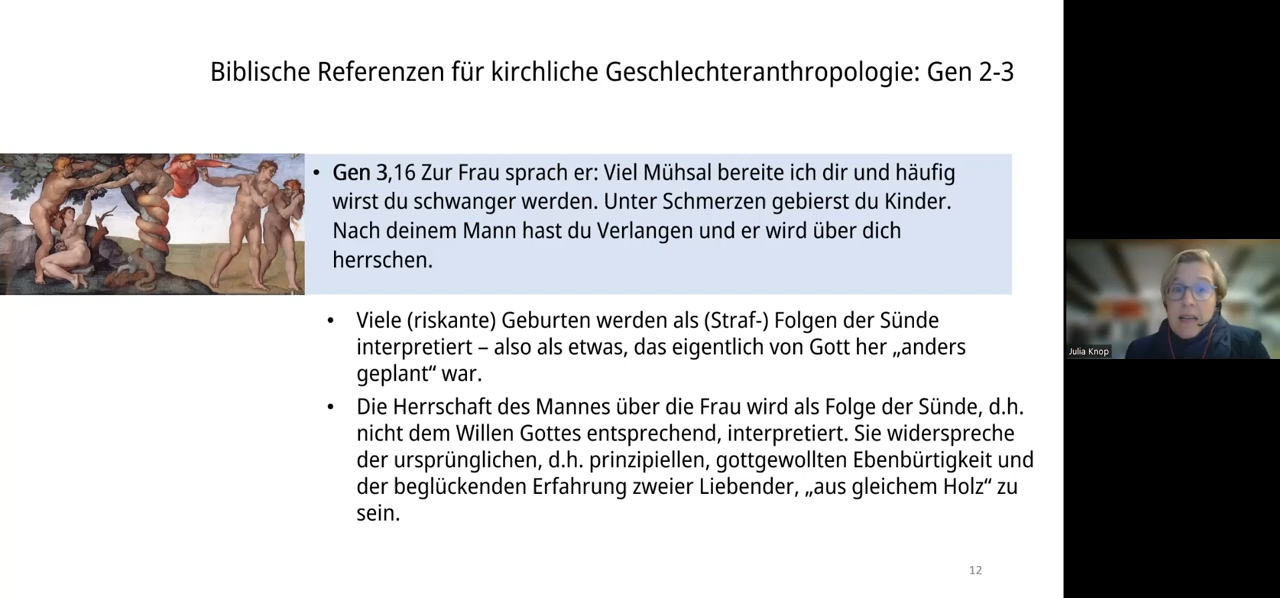 Biblische Referenzen für kirchliche Geschlechteranthropologie: Gen 2-3
• Gen 3,16 Zur Frau sprach er: Viel Mühsal bereite ich dir und häufig
wirst du schwanger werden. Unter Schmerzen gebierst du Kinder.
Nach deinem Mann hast du Verlangen und er wird über dich
herrschen.
• Viele (riskante) Geburten werden als (Straf-) Folgen der Sünde
interpretiert – also als etwas, das eigentlich von Gott her „anders
geplant“ war.
• Die Herrschaft des Mannes über die Frau wird als Folge der Sünde, d.h.
nicht dem Willen Gottes entsprechend, interpretiert. Sie widerspreche
der ursprünglichen, d.h. prinzipiellen, gottgewollten Ebenbürtigkeit und
der beglückenden Erfahrung zweier Liebender, „aus gleichem Holz“ zu
sein.
12
Julia Knop